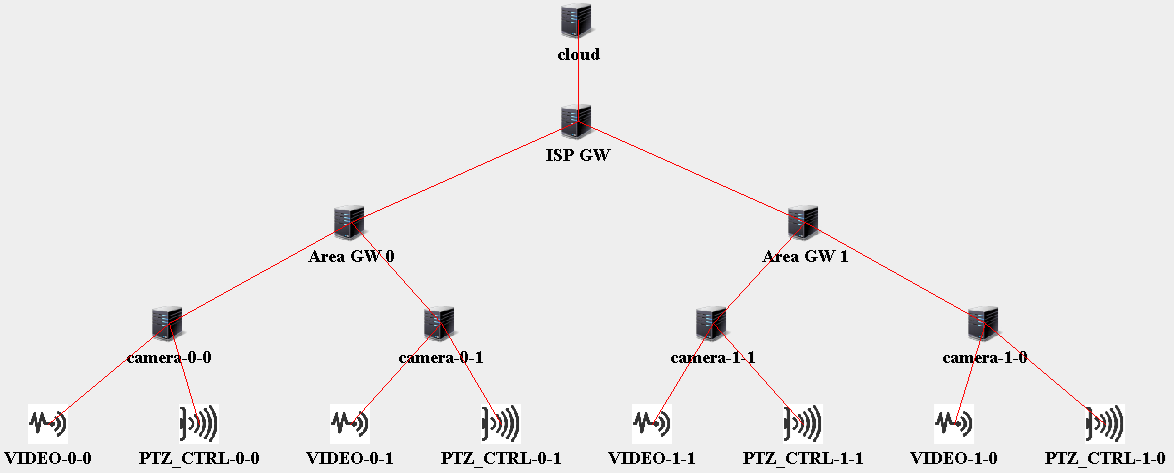 cloud
ISP GW
Area GW 0
Area GW 1
camera-0-0
camera-0-1
camera-1-1
camera-1-0
VIDEO-0-0
PTZ_CTRL-0-0
VIDEO-0-1
PTZ_CTRL-0-1
VIDEO-1-1
PTZ_CTRL-1-1
VIDEO-1-0
PTZ_CTRL-1-0